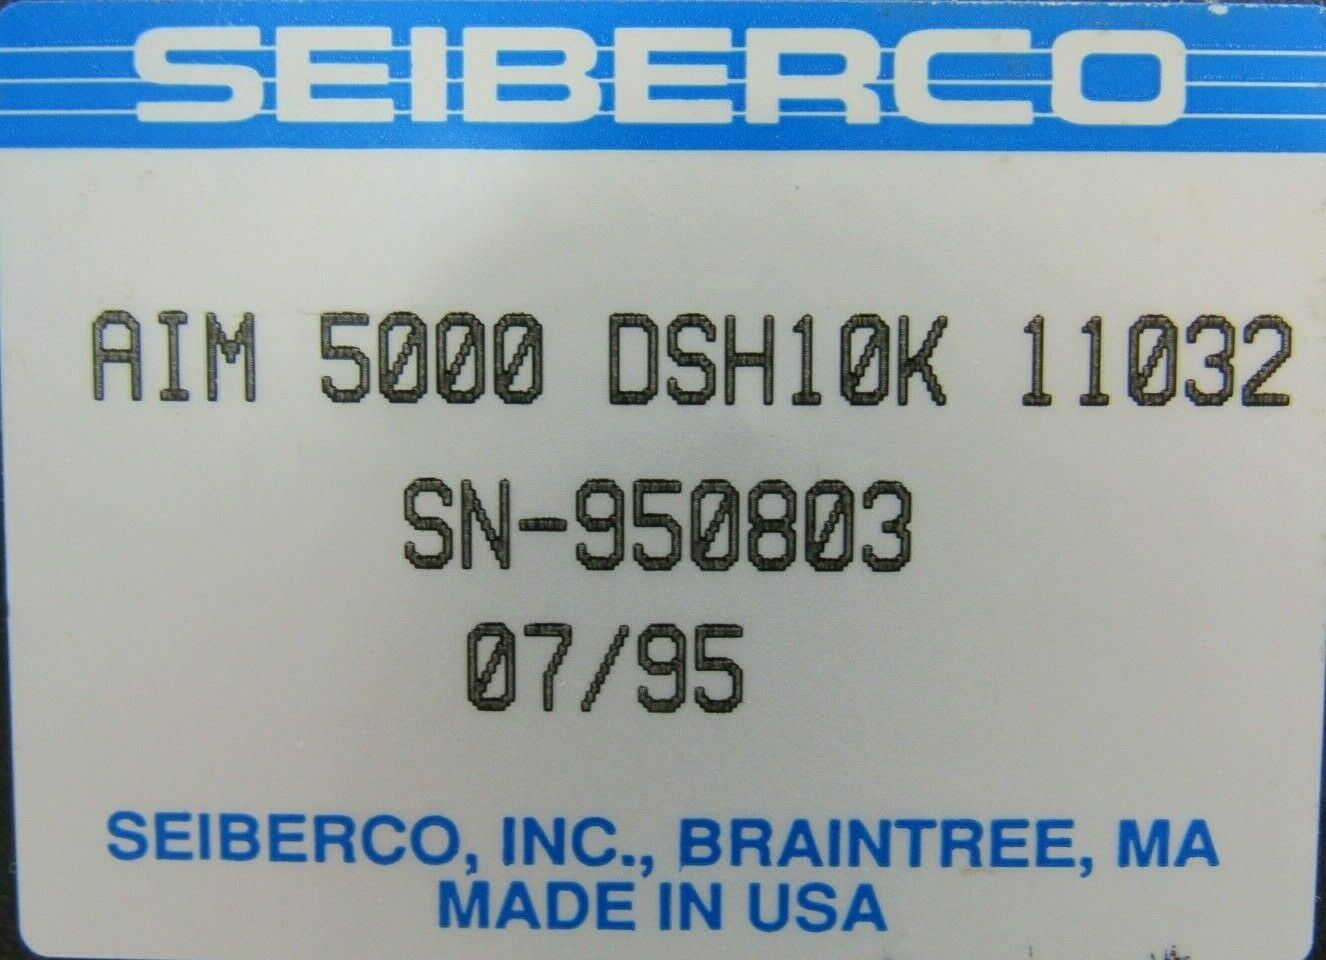 SEIBERCO
AIM 5000 DSH10K 11032
SN-950803
07/95
SEIBERCO, INC., BRAINTREE, MA
MADE IN USA